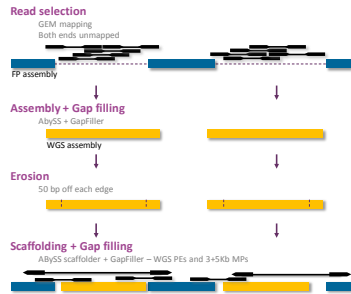 Read selection
GEM mapping
Both ends unmapped
FP assembly
Assembly + Gap filling
AbySS + GapFiller
WGS assembly
Erosion
50 bp off each edge
Scaffolding + Gap filling
ABySS scaffolder + GapFiller – WGS PEs and 3+5Kb MPs